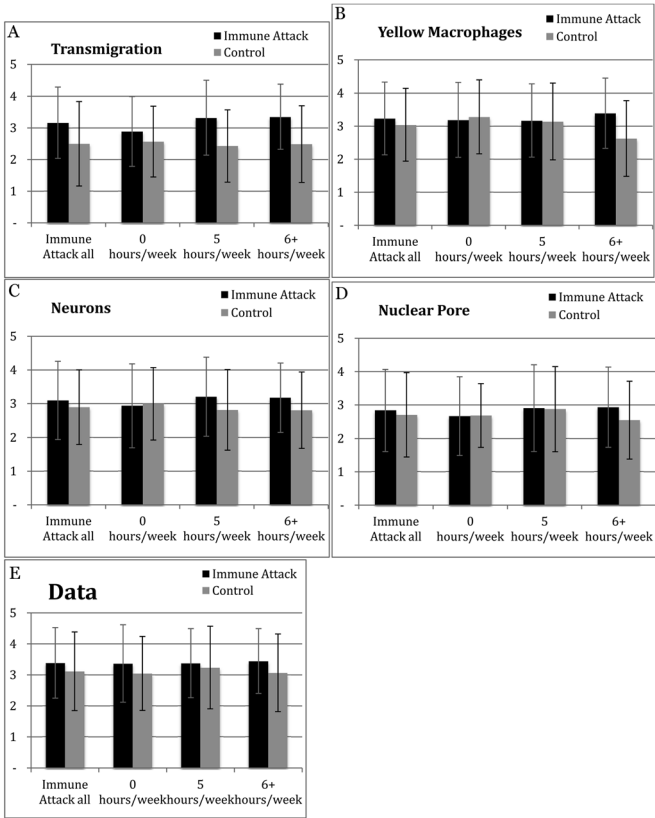 A
Transmigration
Immune Attack
Control
5
4
3
2
1
-
Immune Attack all
0 hours/week
5 hours/week
6+ hours/week
B
Yellow Macrophages
Immune Attack
Control
5
4
3
2
1
-
Immune Attack all
0 hours/week
5 hours/week
6+ hours/week
C
Neurons
Immune Attack
Control
5
4
3
2
1
-
Immune Attack all
0 hours/week
5 hours/week
6+ hours/week
D
Nuclear Pore
Immune Attack
Control
5
4
3
2
1
-
Immune Attack all
0 hours/week
5 hours/week
6+ hours/week
E
Data
Immune Attack
Control
5
4
3
2
1
-
Immune Attack all
0 hours/week
5 hours/week
6+ hours/week